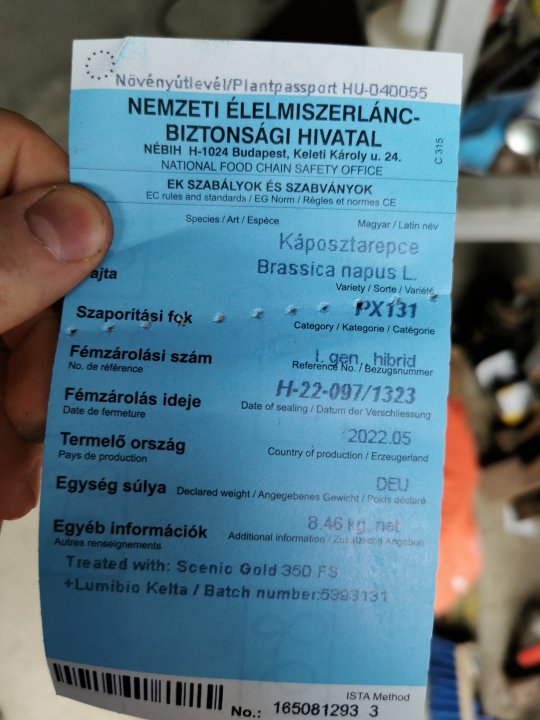 Növényútlevél/Plantpassport HU-040055
NEMZETI ÉLELMISZERLÁNC-
BIZTONSÁGI HIVATAL
NÉBIH H-1024 Budapest, Keleti Károly u. 24.
NATIONAL FOOD CHAIN SAFETY OFFICE
C 315
EK SZABÁLYOK ÉS SZABVÁNYOK
EC rules and standards / EG Norm / Règles et normes CE
Species / Art / Espèce Magyar / Latin név
Káposztarepce
Brassica napus L.
ajta Variety / Sorte / Variété
PX131
Szaporítási fok Category / Kategorie / Catégorie
I. gen. hibrid
Fémzárolási szám Reference No. / Bezugsnummer
No. de référence
H-22-097/1323
Fémzárolás ideje Date of sealing / Datum der Verschliessung
Date de fermeture
2022.05
Termelő ország Country of production / Erzeugerland
Pays de production
DEU
Egység súlya Declared weight / Angegebenes Gewicht / Poids déclaré
8.46 kg. net
Egyéb információk Additional information / Zusätzliche Angaben
Autres renseignements
Treated with: Scenic Gold 350 FS
+Lumibio Kelta / Batch number:5393131
ISTA Method
No.: 165081293 3